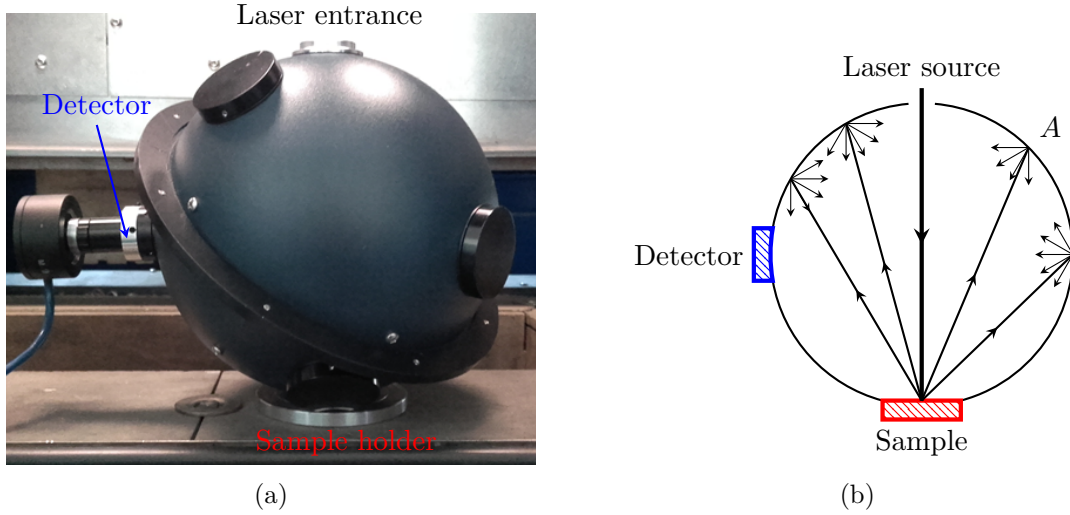 Laser entrance
Detector
Sample holder
(a)
Laser source
A
Detector
Sample
(b)